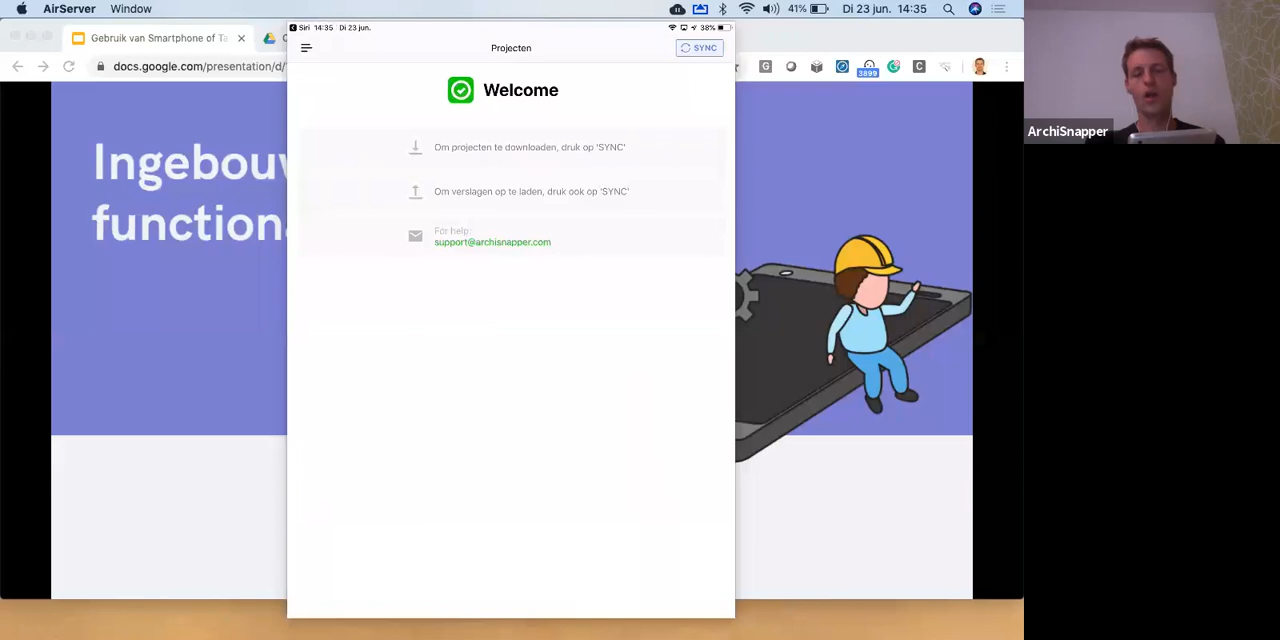 AirServer Window
41% Di 23 jun. 14:35
Gebruik van Smartphone of Ta
docs.google.com/presentation/d/
3899
Siri 14:35 Di 23 jun.
38%
Projecten
SYNC
Welcome
Om projecten te downloaden, druk op 'SYNC'
Om verslagen op te laden, druk ook op 'SYNC'
For help:
support@archisnapper.com
Ingebouw
function
ArchiSnapper